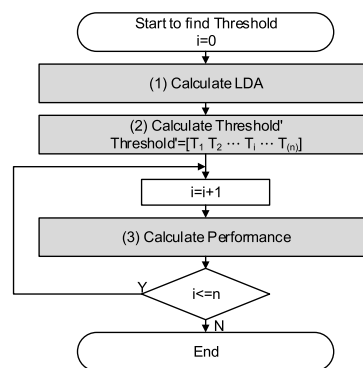 Start to find Threshold
i=0
(1) Calculate LDA
(2) Calculate Threshold'
Threshold'=[T₁ T₂ ⋯ Tᵢ ⋯ T₍ₙ₎]
i=i+1
(3) Calculate Performance
i<=n
Y
N
End